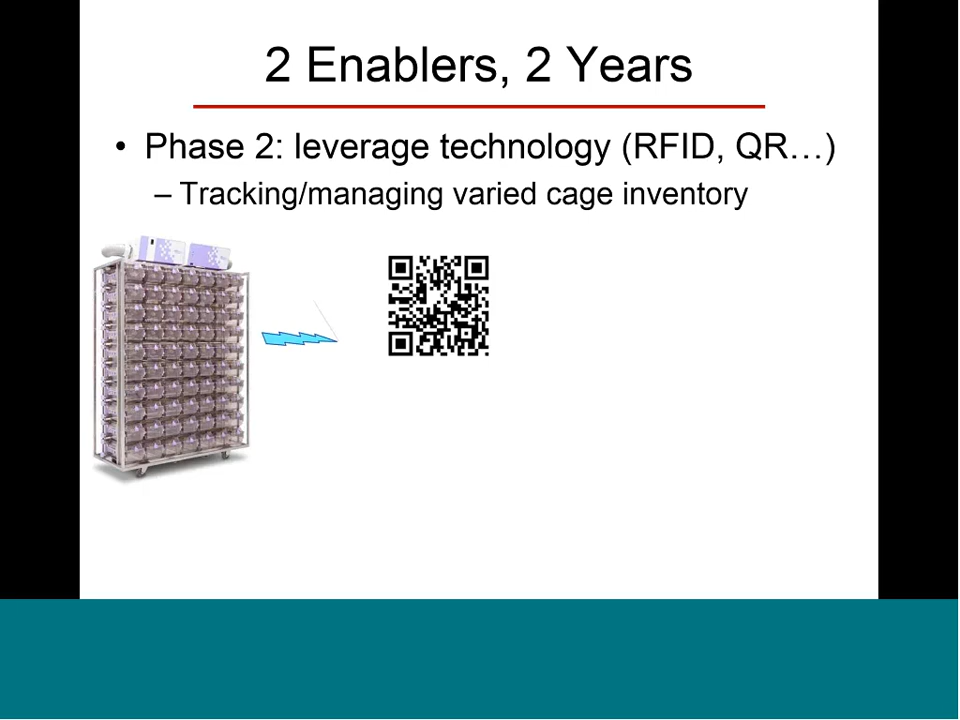 2 Enablers, 2 Years
• Phase 2: leverage technology (RFID, QR…)
– Tracking/managing varied cage inventory